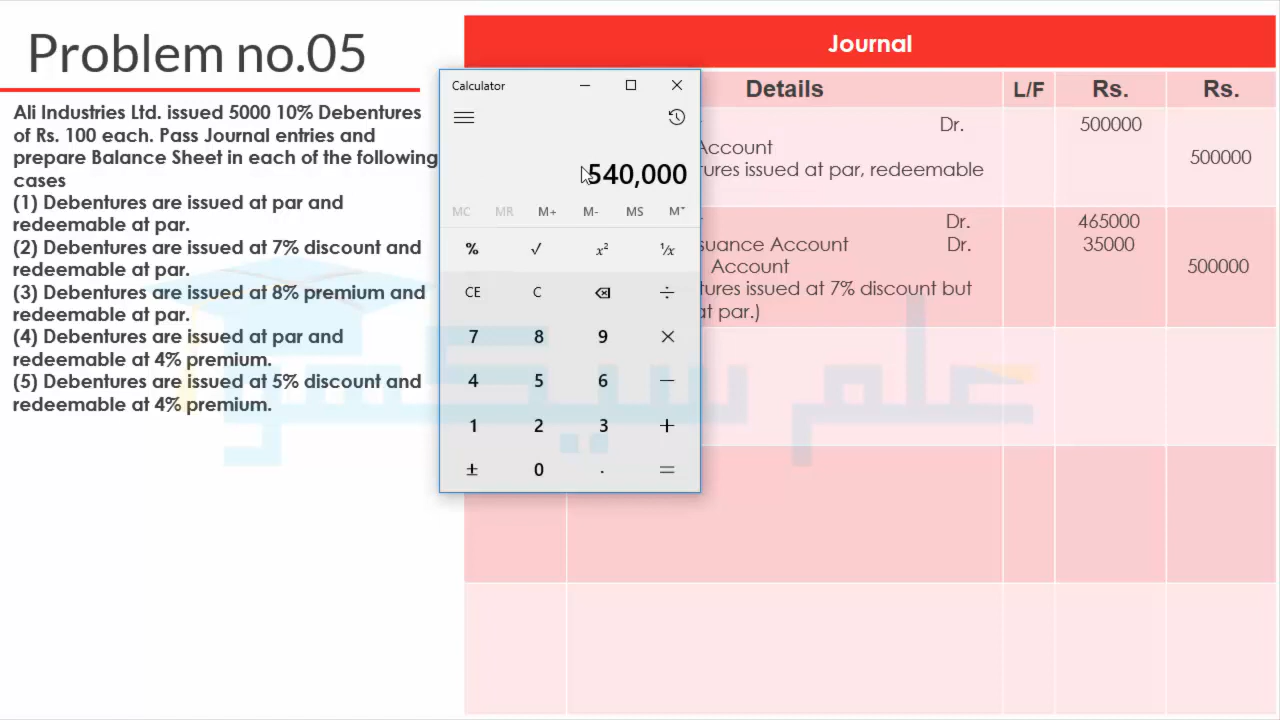 Problem no.05
Ali Industries Ltd. issued 5000 10% Debentures
of Rs. 100 each. Pass Journal entries and
prepare Balance Sheet in each of the following
cases
(1) Debentures are issued at par and
redeemable at par.
(2) Debentures are issued at 7% discount and
redeemable at par.
(3) Debentures are issued at 8% premium and
redeemable at par.
(4) Debentures are issued at par and
redeemable at 4% premium.
(5) Debentures are issued at 5% discount and
redeemable at 4% premium.
Journal
Details L/F Rs. Rs.
Dr. 500000
Account 500000
issued at par, redeemable
Dr. 465000
Account Dr. 35000
Account 500000
issued at 7% discount but
at par.)
Calculator
540,000
MC MR M+ M- MS M˅
% √ x² ¹/x
CE C ⌫ ÷
7 8 9 ×
4 5 6 −
1 2 3 +
± 0 . =
علم سیکھو